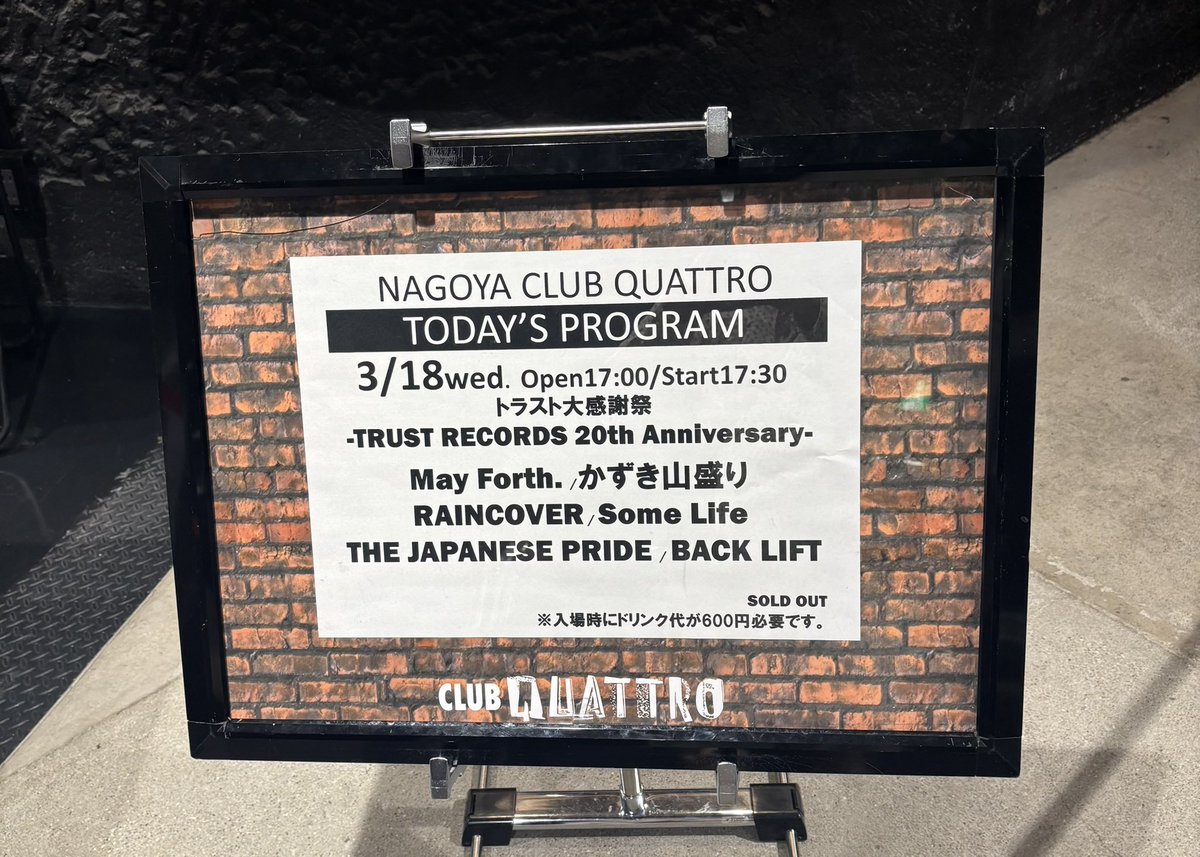 NAGOYA CLUB QUATTRO
TODAY'S PROGRAM
3/18wed. Open17:00/Start17:30
トラスト大感謝祭
-TRUST RECORDS 20th Anniversary-
May Forth. /かずき山盛り
RAINCOVER/Some Life
THE JAPANESE PRIDE /BACK LIFT
SOLD OUT
※入場時にドリンク代が600円必要です。
CLUB QUATTRO